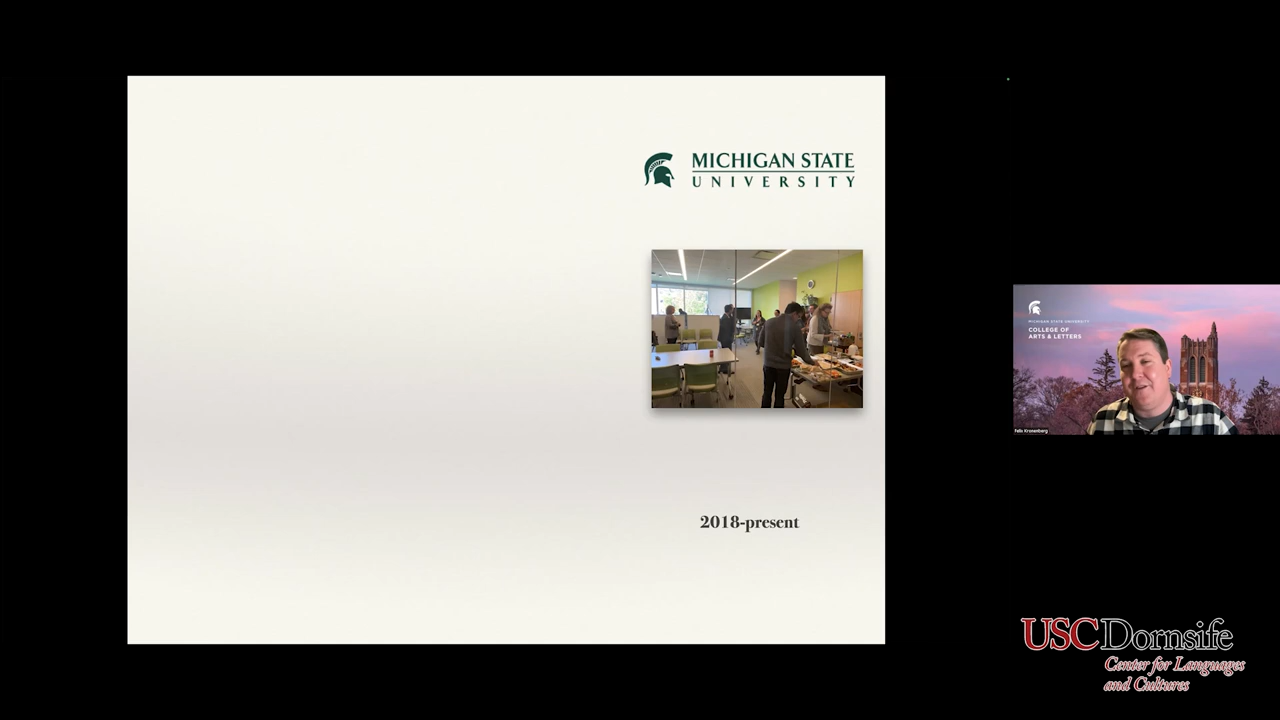 MICHIGAN STATE
UNIVERSITY
2018-present
MICHIGAN STATE UNIVERSITY
COLLEGE OF
ARTS & LETTERS
Felix Kronenberg
USCDornsife
Center for Languages
and Cultures